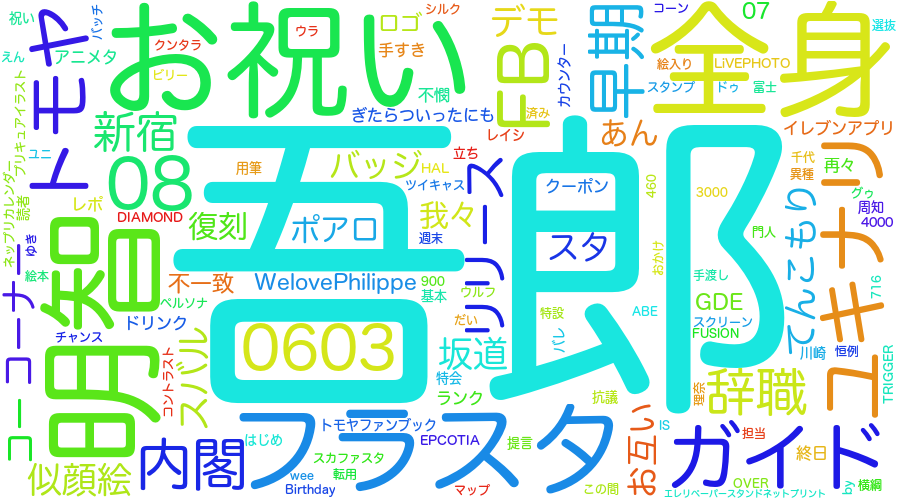 祝い
バッチ
コーン
シルク
ロゴ
デモ
07
選抜
トモヤ
お祝い
クンタラ
ウラ
手すき
FB
早期
全身
えん
アニメタ
ビリー
不憫
カウンター
絵入り
LiVEPHOTO
スタンプ
ドゥ
冨士
新宿
ぎたらついったにも
済み
レイシ
あん
イレブンアプリ
プリキュアイラスト
ユニ
08
吾郎
バッジ
HAL
立ち
ツイキャス
用筆
リリース
クーポン
460
3000
千代
異種
再々
ユキナリ
グゥ
周知
4000
読者
レポ
DIAMOND
復刻
ポアロ
我々
週末
スタ
門人
てんこもり
ネップリカレンダー
ゆき
明智
絵本
不一致
WelovePhilippe
900
基本
ウルフ
おかけ
手渡し
716
コーコーナー
ペルソナ
ドリンク
チャンス
0603
だい
特設
バレ
ABE
GDE
スクリーン
FUSION
川崎
恒例
TRIGGER
コントラスト
スバル
坂道
特会
ランク
抗議
理奈
辞職
似顔絵
内閣
フラスタ
トモヤファンブック
はじめ
EPCOTIA
提言
スカファスタ
転用
wee
Birthday
マップ
この間
お互い
IS
ガイド
担当
終日
OVER
by
横綱
エレリペーパースタンドネットプリント